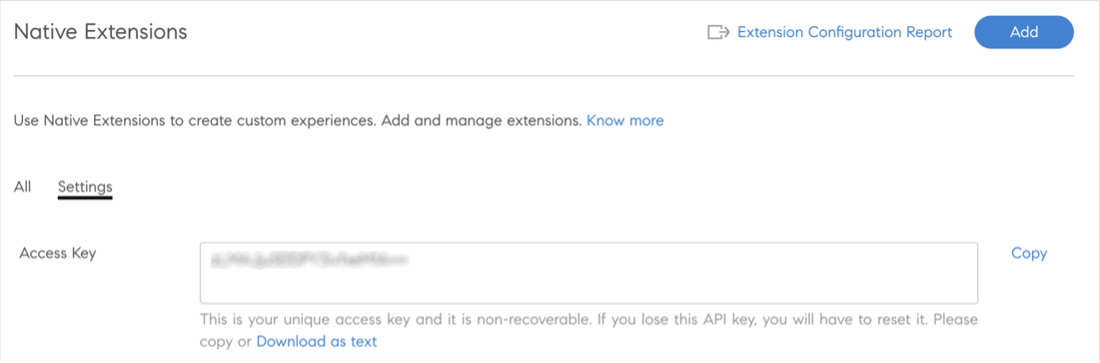 Native Extensions
Extension Configuration Report
Add
Use Native Extensions to create custom experiences. Add and manage extensions. Know more
All
Settings
Access Key
Copy
This is your unique access key and it is non-recoverable. If you lose this API key, you will have to reset it. Please
copy or Download as text